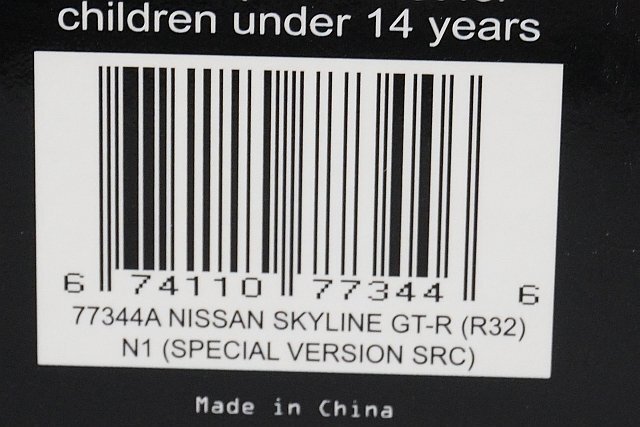 children under 14 years
6 74110 77344 6
77344A NISSAN SKYLINE GT-R (R32)
N1 (SPECIAL VERSION SRC)
Made in China